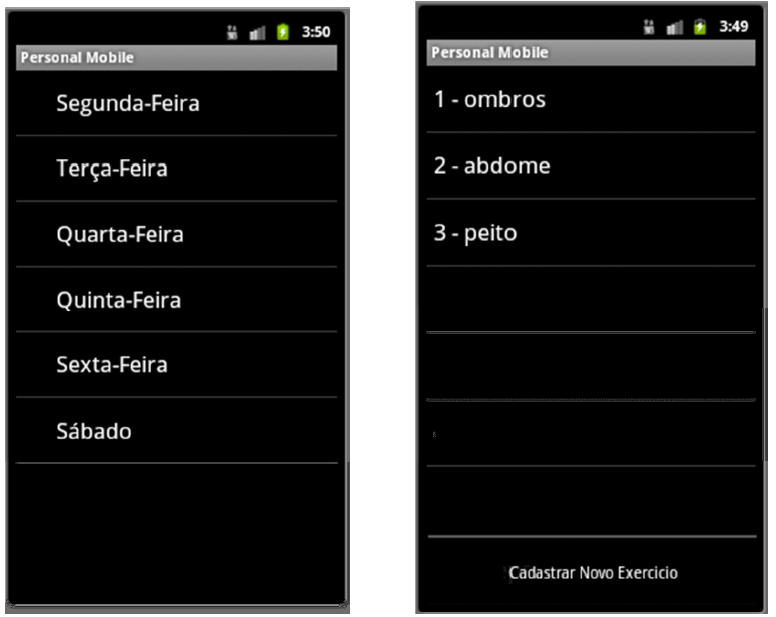 3:50
Personal Mobile
Segunda-Feira
Terça-Feira
Quarta-Feira
Quinta-Feira
Sexta-Feira
Sábado
3:49
Personal Mobile
1 - ombros
2 - abdome
3 - peito
Cadastrar Novo Exercicio